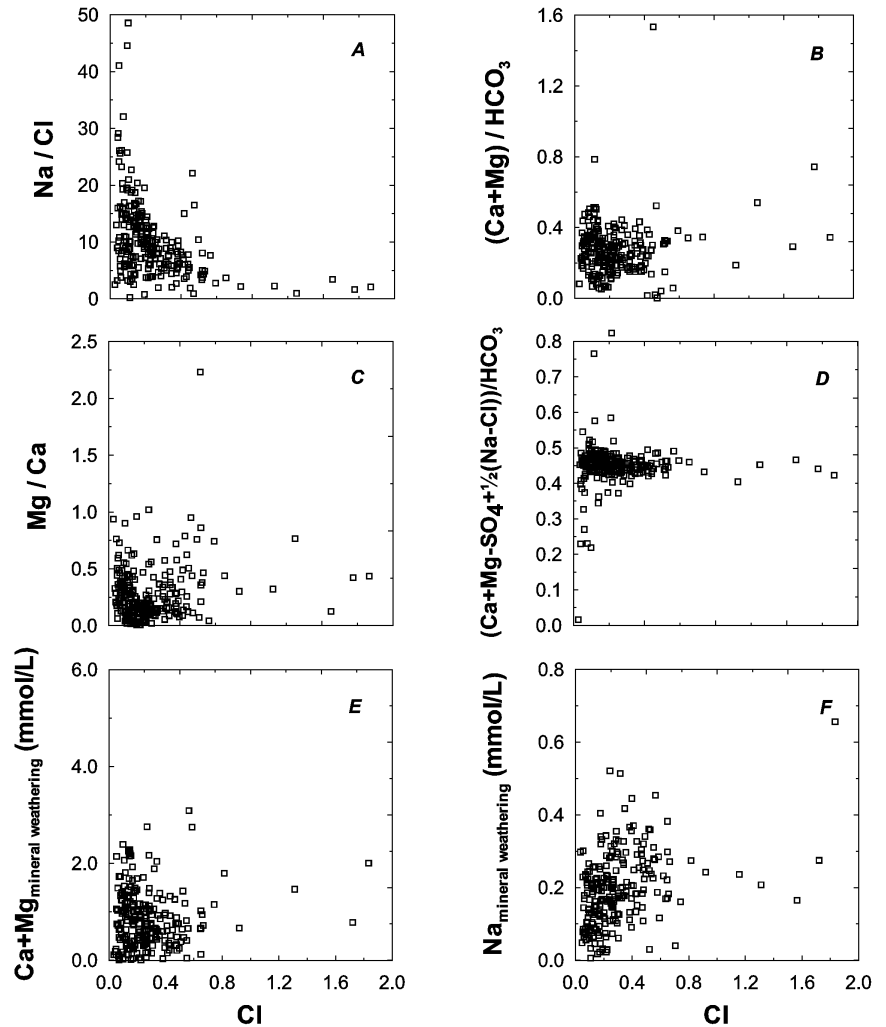 50
40
30
20
10
0
Na / Cl
A
1.6
1.2
0.8
0.4
0.0
(Ca+Mg) / HCO₃
B
2.5
2.0
1.5
1.0
0.5
0.0
Mg / Ca
C
0.8
0.7
0.6
0.5
0.4
0.3
0.2
0.1
0.0
(Ca+Mg-SO₄+½(Na-Cl))/HCO₃
D
6.0
4.0
2.0
0.0
Ca+Mg mineral weathering (mmol/L)
E
0.0 0.4 0.8 1.2 1.6 2.0
Cl
0.8
0.6
0.4
0.2
0.0
Na mineral weathering (mmol/L)
F
0.0 0.4 0.8 1.2 1.6 2.0
Cl